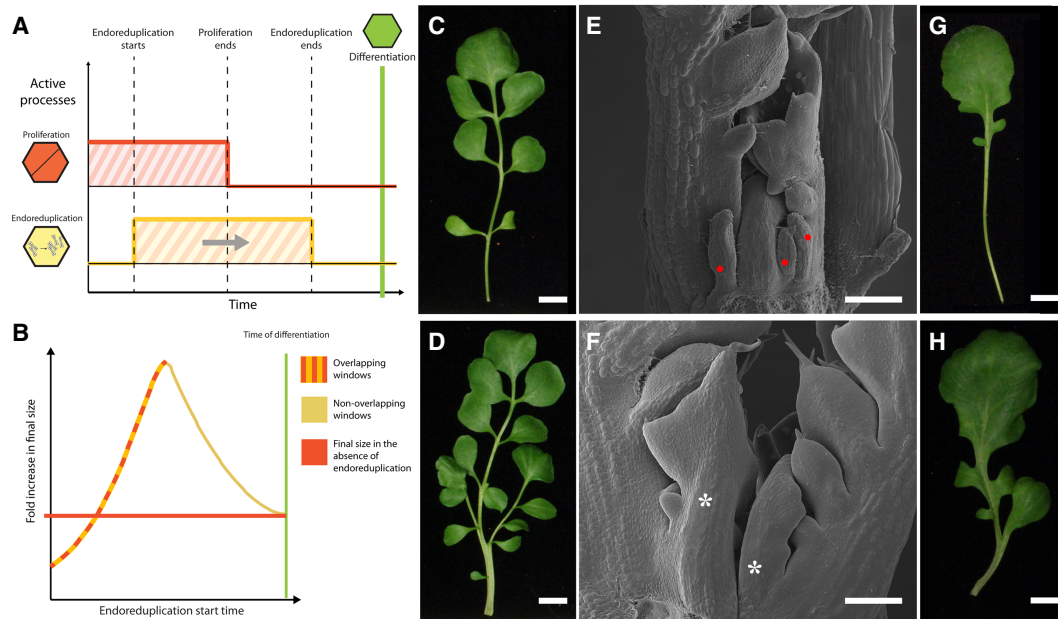 A
Endoreduplication
starts
Proliferation
ends
Endoreduplication
ends
Differentiation
Active
processes
Proliferation
Endoreduplication
Time
B
Time of differentiation
Fold increase in final size
Overlapping
windows
Non-overlapping
windows
Final size in the
absence of
endoreduplication
Endoreduplication start time
C
D
E
*
*
F
G
H